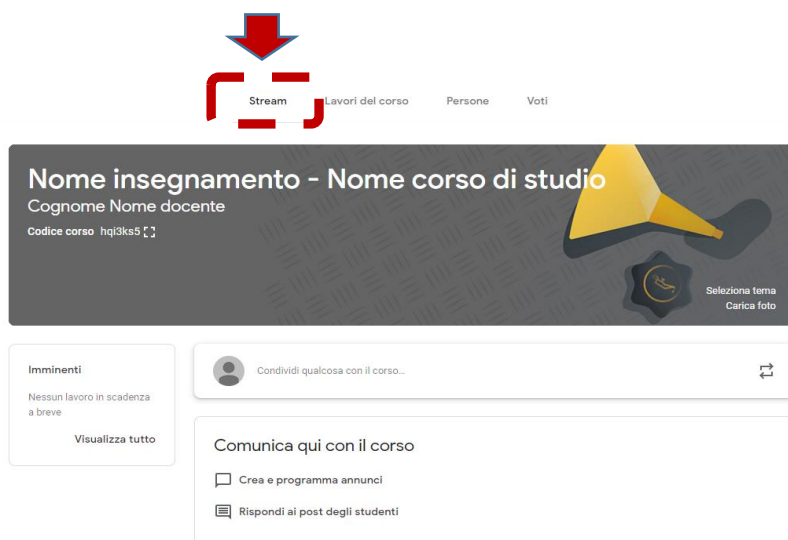 Stream Lavori del corso Persone Voti
Nome insegnamento - Nome corso di studio
Cognome Nome docente
Codice corso hqi3ks5
Seleziona tema
Carica foto
Imminenti
Nessun lavoro in scadenza
a breve
Visualizza tutto
Condividi qualcosa con il corso...
Comunica qui con il corso
Crea e programma annunci
Rispondi ai post degli studenti